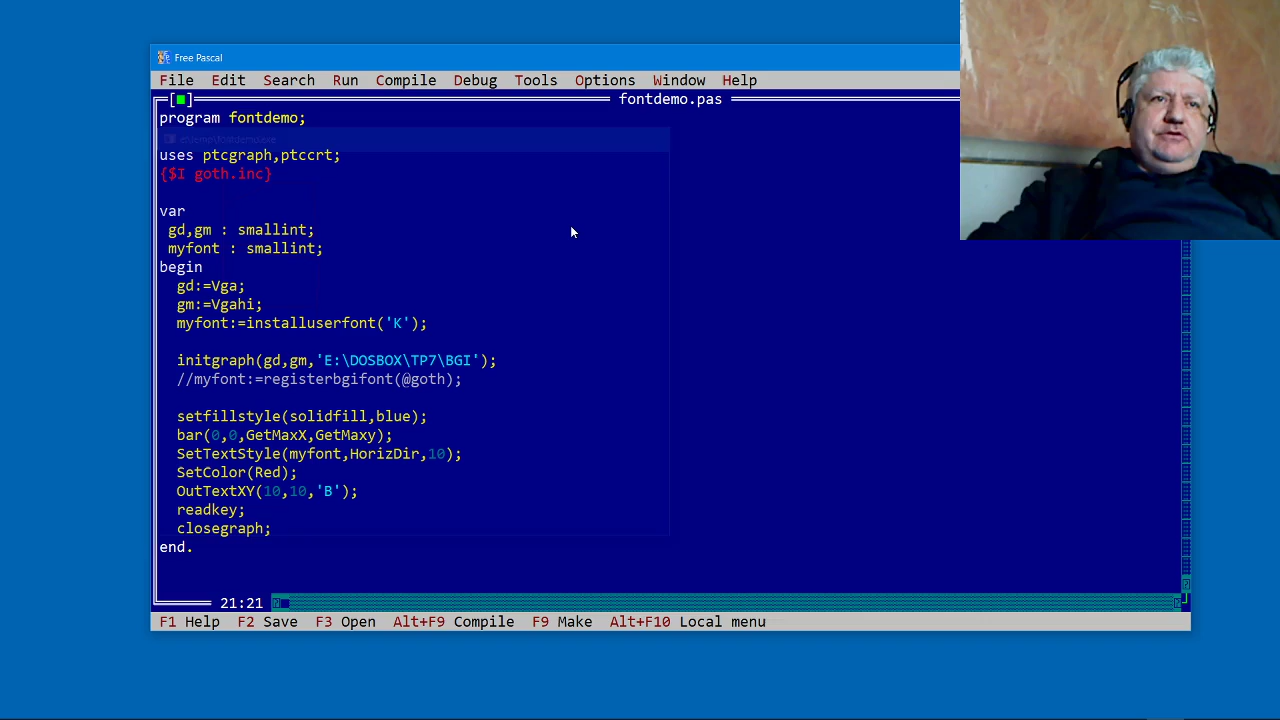 Free Pascal
File Edit Search Run Compile Debug Tools Options Window Help
fontdemo.pas
program fontdemo;
uses ptcgraph,ptccrt;
{$I goth.inc}
var
gd,gm : smallint;
myfont : smallint;
begin
gd:=Vga;
gm:=Vgahi;
myfont:=installuserfont('K');
initgraph(gd,gm,'E:\DOSBOX\TP7\BGI');
//myfont:=registerbgifont(@goth);
setfillstyle(solidfill,blue);
bar(0,0,GetMaxX,GetMaxy);
SetTextStyle(myfont,HorizDir,10);
SetColor(Red);
OutTextXY(10,10,'B');
readkey;
closegraph;
end.
21:21
F1 Help F2 Save F3 Open Alt+F9 Compile F9 Make Alt+F10 Local menu